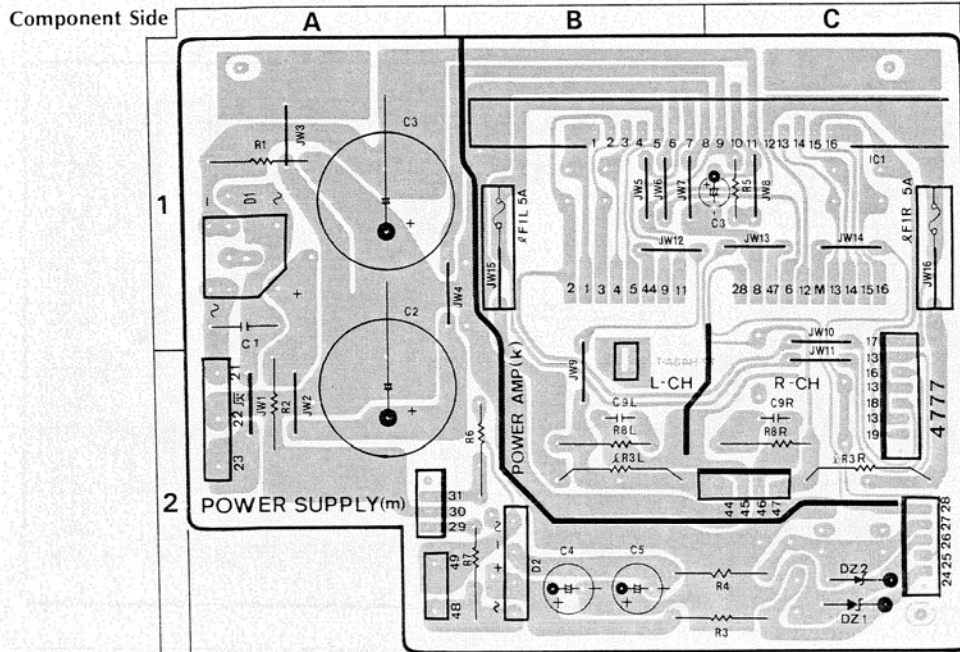 Component Side
A
B
C
1
2
R1
JW3
C3
D1
~
−
+
~
C1
C2
JW4
21
22 灰
23
JW1
R2
JW2
POWER SUPPLY(m)
31
30
29
49
48
R6
R7
~ − + ~
D2
POWER AMP(k)
1 2 3 4 5 6 7 8 9 10 11 12 13 14 15 16
IC1
F1L 5A
JW15
JW5
JW6
JW7
C3
R5
JW8
F1R 5A
JW16
JW12
JW13
JW14
2 1 3 4 5 44 9 11
28 8 47 6 12 M 13 14 15 16
JW9
L-CH
R-CH
JW10
JW11
17
13
16
13
18
13
19
4777
C9L
R8L
R3L
C9R
R8R
R3R
44
45
46
47
28
27
26
25
24
C4
C5
R4
R3
DZ2
DZ1